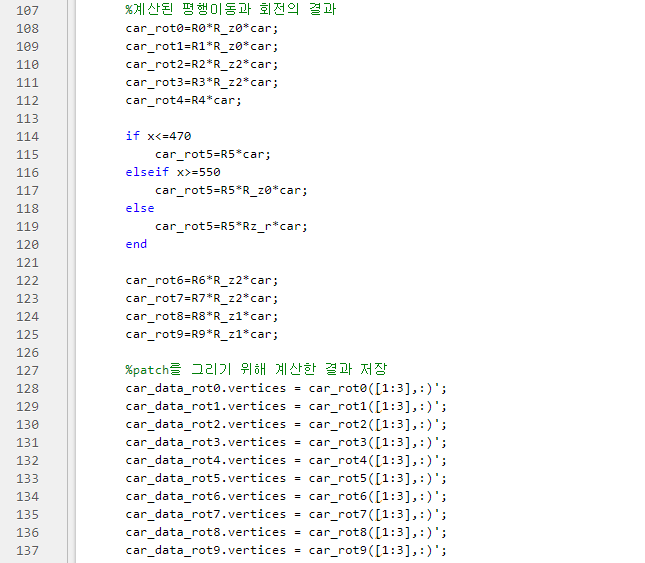 107 %계산된 평행이동과 회전의 결과
108 car_rot0=R0*R_z0*car;
109 car_rot1=R1*R_z0*car;
110 car_rot2=R2*R_z2*car;
111 car_rot3=R3*R_z2*car;
112 car_rot4=R4*car;
113
114 if x<=470
115 car_rot5=R5*car;
116 elseif x>=550
117 car_rot5=R5*R_z0*car;
118 else
119 car_rot5=R5*Rz_r*car;
120 end
121
122 car_rot6=R6*R_z2*car;
123 car_rot7=R7*R_z2*car;
124 car_rot8=R8*R_z1*car;
125 car_rot9=R9*R_z1*car;
126
127 %patch를 그리기 위해 계산한 결과 저장
128 car_data_rot0.vertices = car_rot0([1:3],:)';
129 car_data_rot1.vertices = car_rot1([1:3],:)';
130 car_data_rot2.vertices = car_rot2([1:3],:)';
131 car_data_rot3.vertices = car_rot3([1:3],:)';
132 car_data_rot4.vertices = car_rot4([1:3],:)';
133 car_data_rot5.vertices = car_rot5([1:3],:)';
134 car_data_rot6.vertices = car_rot6([1:3],:)';
135 car_data_rot7.vertices = car_rot7([1:3],:)';
136 car_data_rot8.vertices = car_rot8([1:3],:)';
137 car_data_rot9.vertices = car_rot9([1:3],:)';